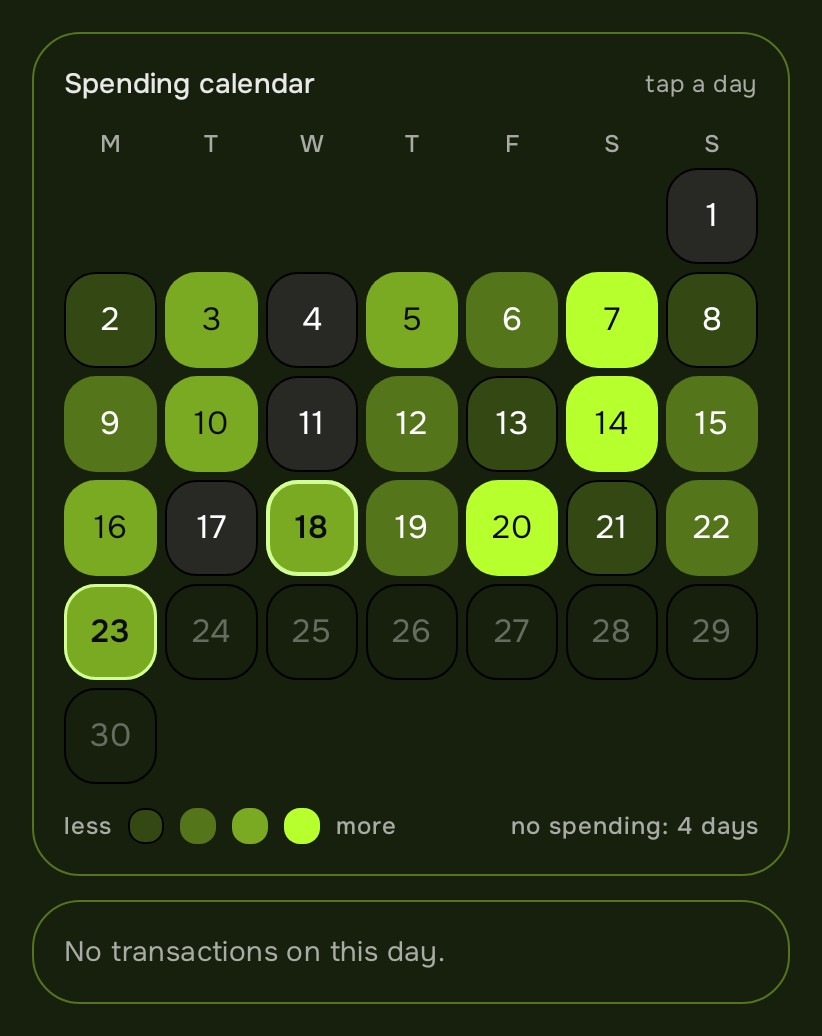 Spending calendar tap a day
M T W T F S S
1
2 3 4 5 6 7 8
9 10 11 12 13 14 15
16 17 18 19 20 21 22
23 24 25 26 27 28 29
30
less more no spending: 4 days
No transactions on this day.